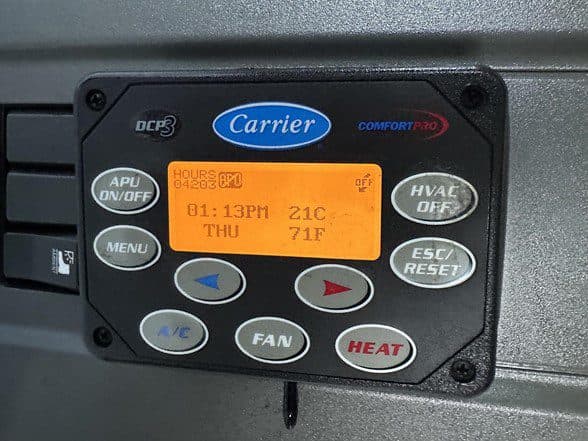 DCP3
Carrier
COMFORTPRO
APU
ON/OFF
HOURS
04203 APU
OFF
01:13PM 21C
THU 71F
HVAC
OFF
MENU
ESC/
RESET
A/C
FAN
HEAT